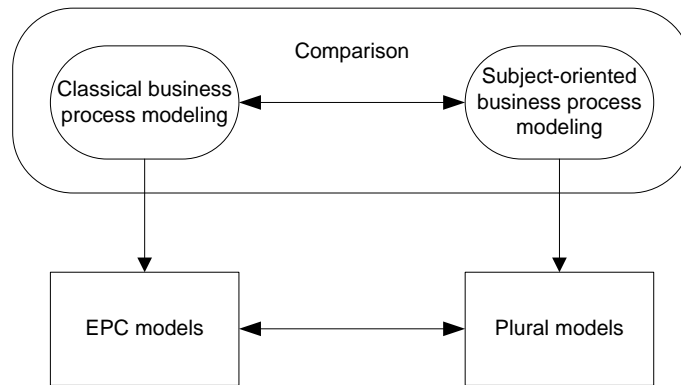 Comparison
Classical business
process modeling
Subject-oriented
business process
modeling
EPC models
Plural models